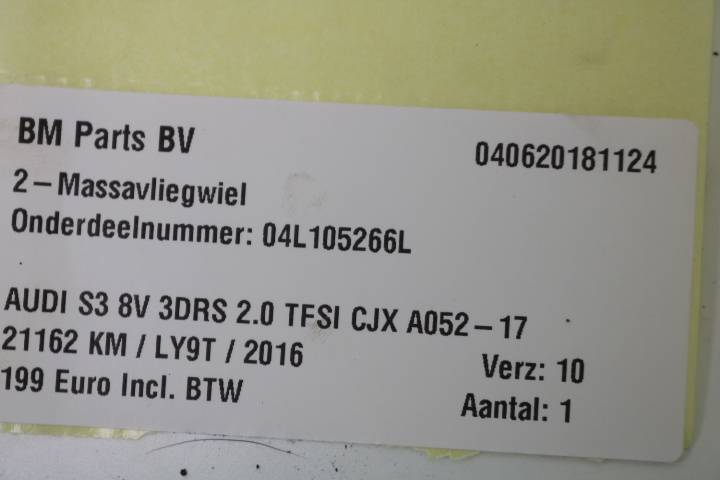 BM Parts BV
040620181124
2-Massavliegwiel
Onderdeelnummer: 04L105266L
AUDI S3 8V 3DRS 2.0 TFSI CJX A052-17
21162 KM / LY9T / 2016
Verz: 10
199 Euro Incl. BTW
Aantal: 1